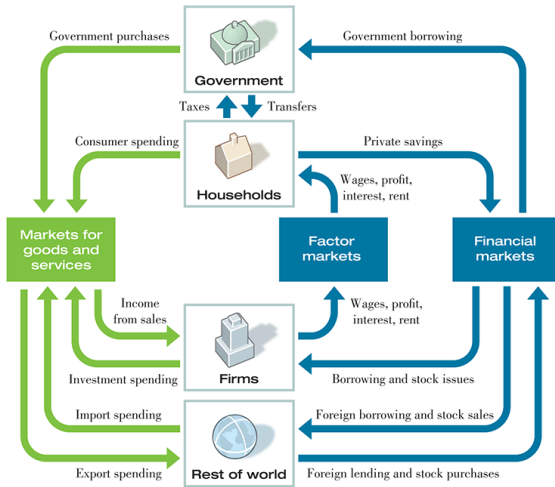 Government purchases
Government borrowing
Government
Taxes
Transfers
Consumer spending
Private savings
Households
Wages, profit,
interest, rent
Markets for
goods and
services
Factor
markets
Financial
markets
Income
from sales
Wages, profit,
interest, rent
Investment spending
Firms
Borrowing and stock issues
Import spending
Foreign borrowing and stock sales
Export spending
Rest of world
Foreign lending and stock purchases